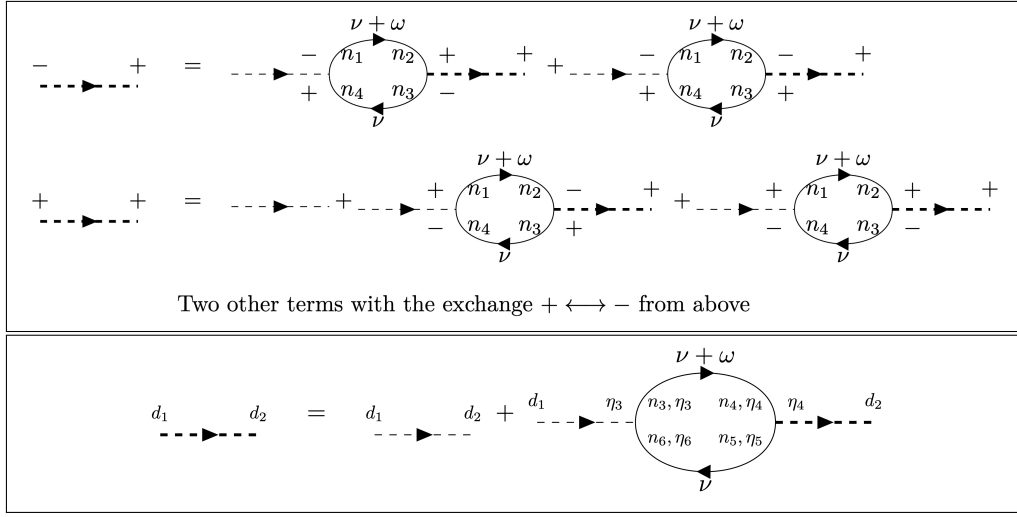 ν + ω ν + ω
− + = − n₁ n₂ + + + − n₁ n₂ − +
+ n₄ n₃ − + n₄ n₃ +
ν ν
ν + ω ν + ω
+ + = + + n₁ n₂ − + + + n₁ n₂ + +
− n₄ n₃ + − n₄ n₃ −
ν ν
Two other terms with the exchange + ⟷ − from above
ν + ω
d₁ d₂ = d₁ d₂ + d₁ η₃ n₃, η₃ n₄, η₄ η₄ d₂
n₆, η₆ n₅, η₅
ν